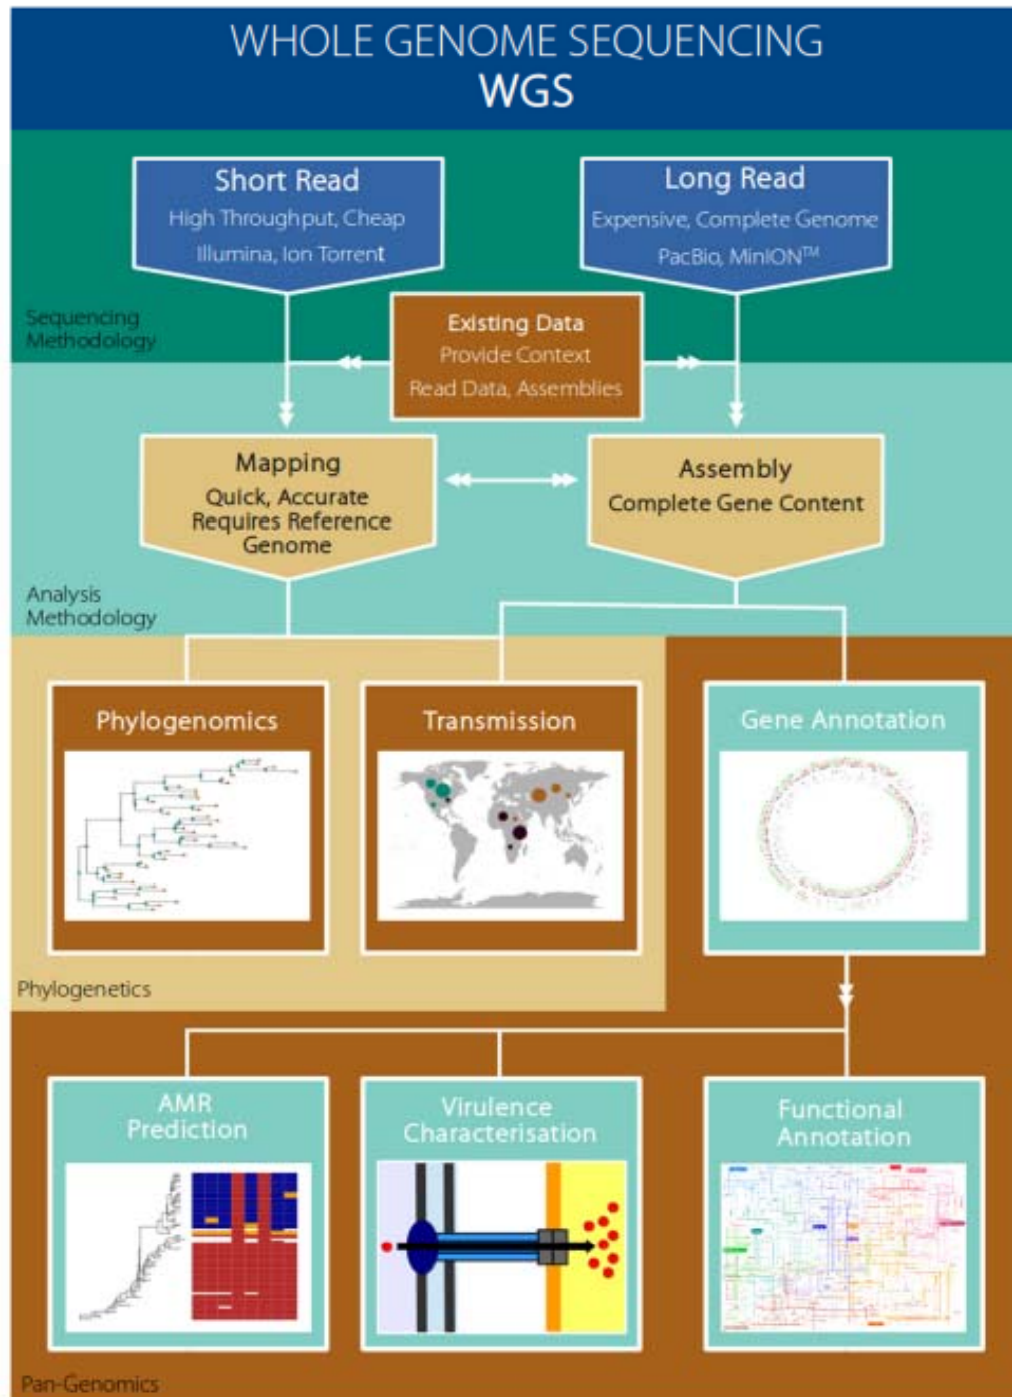 WHOLE GENOME SEQUENCING
WGS
Short Read
High Throughput, Cheap
Illumina, Ion Torrent
Long Read
Expensive, Complete Genome
PacBio, MinION™
Existing Data
Provide Context
Read Data, Assemblies
Sequencing
Methodology
Mapping
Quick, Accurate
Requires Reference
Genome
Assembly
Complete Gene Content
Analysis
Methodology
Phylogenomics
Transmission
Gene Annotation
Phylogenetics
AMR
Prediction
Virulence
Characterisation
Functional
Annotation
Pan-Genomics